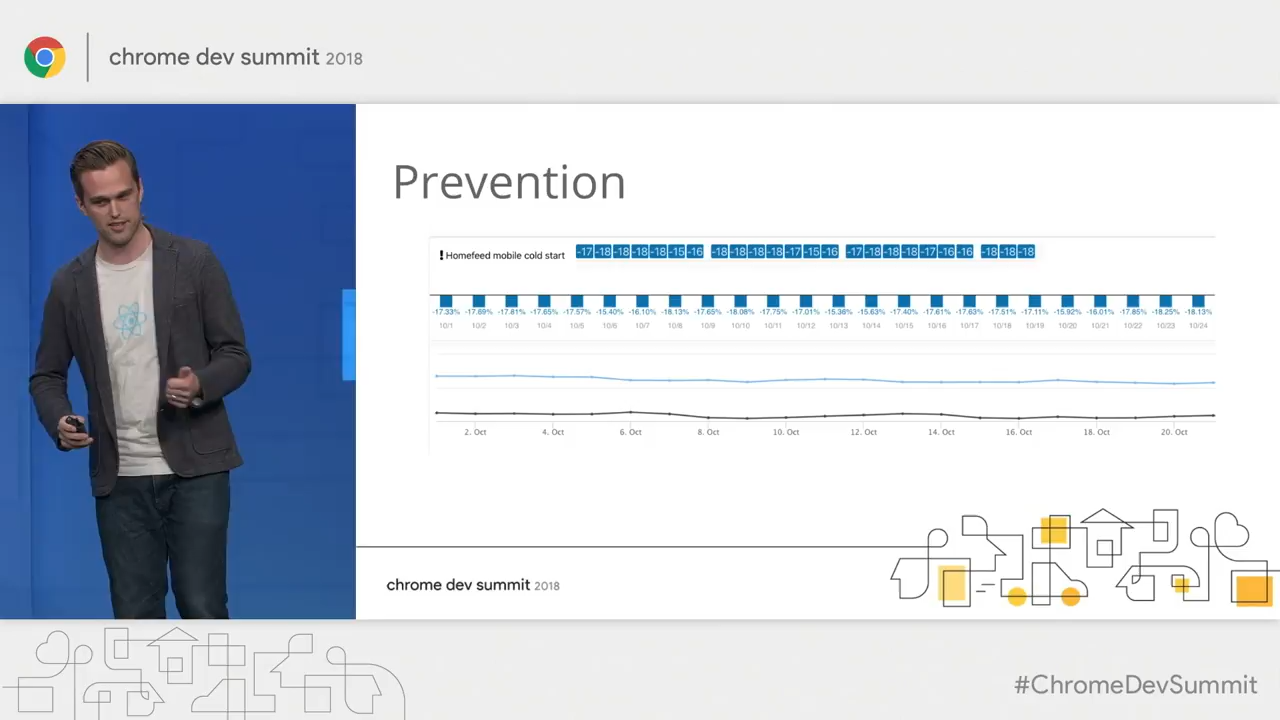 chrome dev summit 2018
Prevention
! Homefeed mobile cold start -17 -18 -18 -18 -18 -15 -16 -18 -18 -18 -18 -17 -15 -16 -17 -18 -18 -18 -17 -16 -16 -18 -18 -18
-17.33% -17.69% -17.81% -17.65% -17.57% -15.40% -16.10% -18.13% -17.65% -18.08% -17.75% -17.01% -15.36% -15.63% -17.40% -17.61% -17.63% -17.51% -17.11% -15.92% -16.01% -17.85% -18.25% -18.13%
10/1 10/2 10/3 10/4 10/5 10/6 10/7 10/8 10/9 10/10 10/11 10/12 10/13 10/14 10/15 10/16 10/17 10/18 10/19 10/20 10/21 10/22 10/23 10/24
2. Oct 4. Oct 6. Oct 8. Oct 10. Oct 12. Oct 14. Oct 16. Oct 18. Oct 20. Oct
chrome dev summit 2018
#ChromeDevSummit